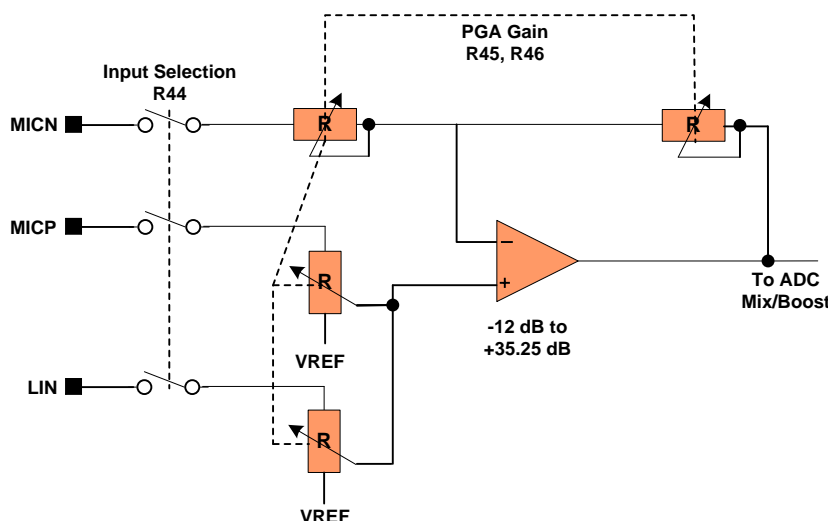 PGA Gain
R45, R46
Input Selection
R44
MICN
R
R
MICP
R
VREF
−
+
-12 dB to
+35.25 dB
To ADC
Mix/Boost
LIN
R
VREF